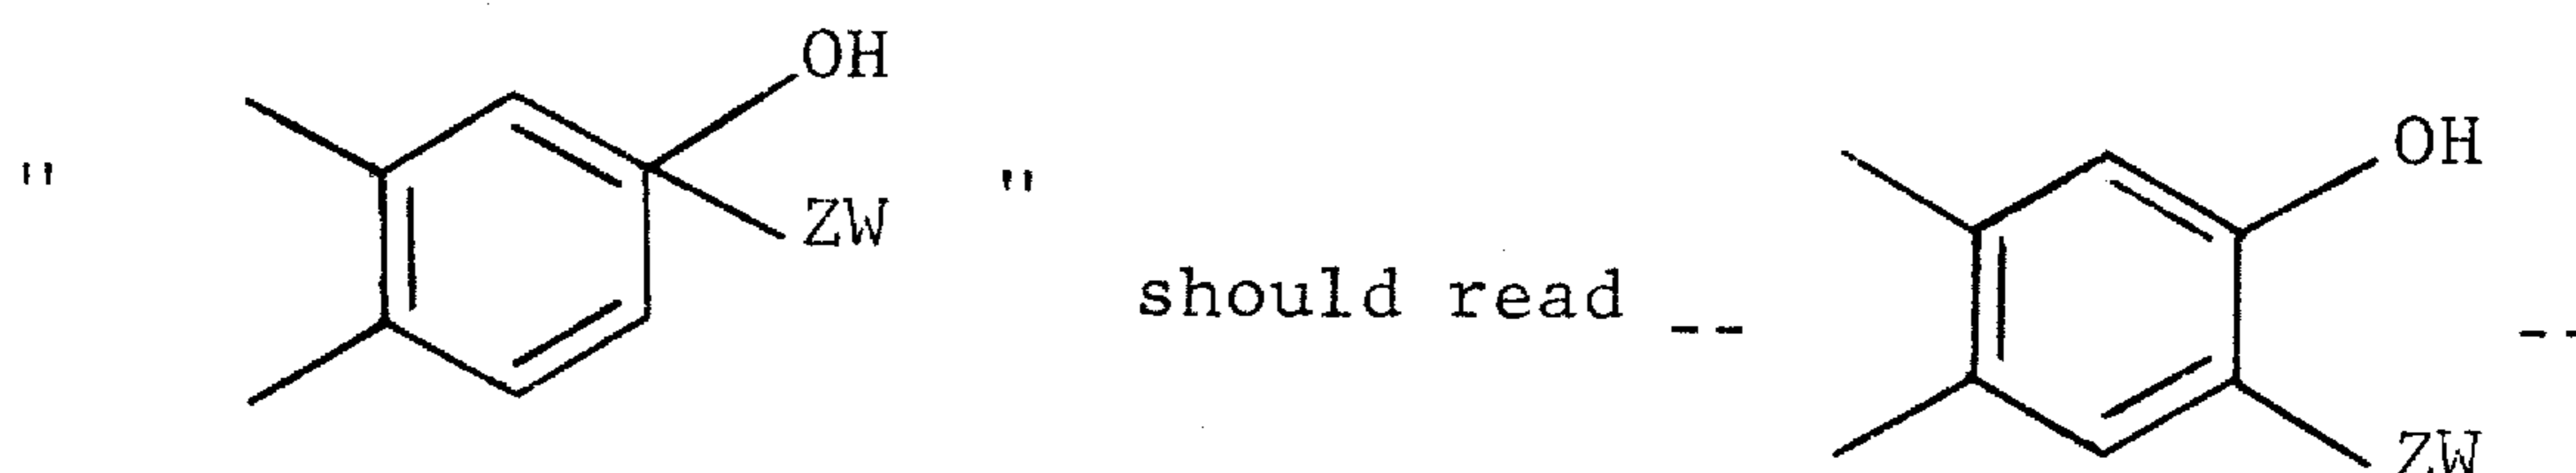 OH
" ZW "
should read -- OH
ZW --